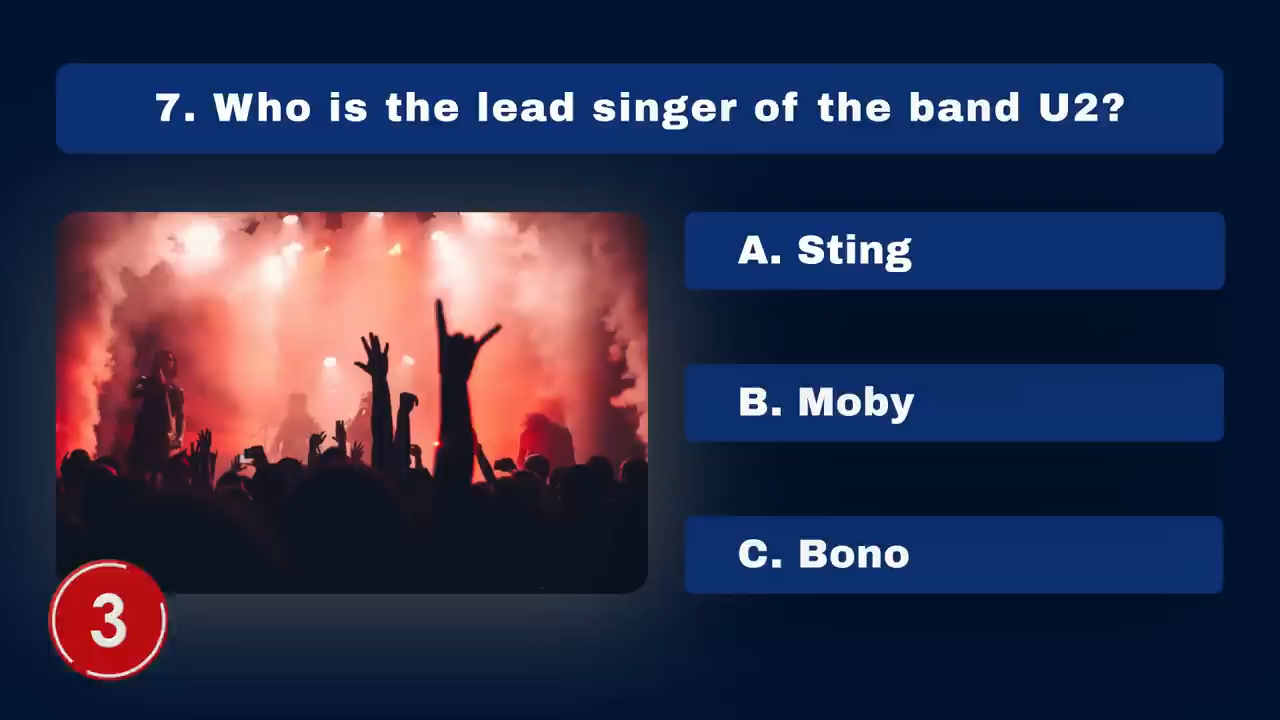 7. Who is the lead singer of the band U2?
A. Sting
B. Moby
C. Bono
3